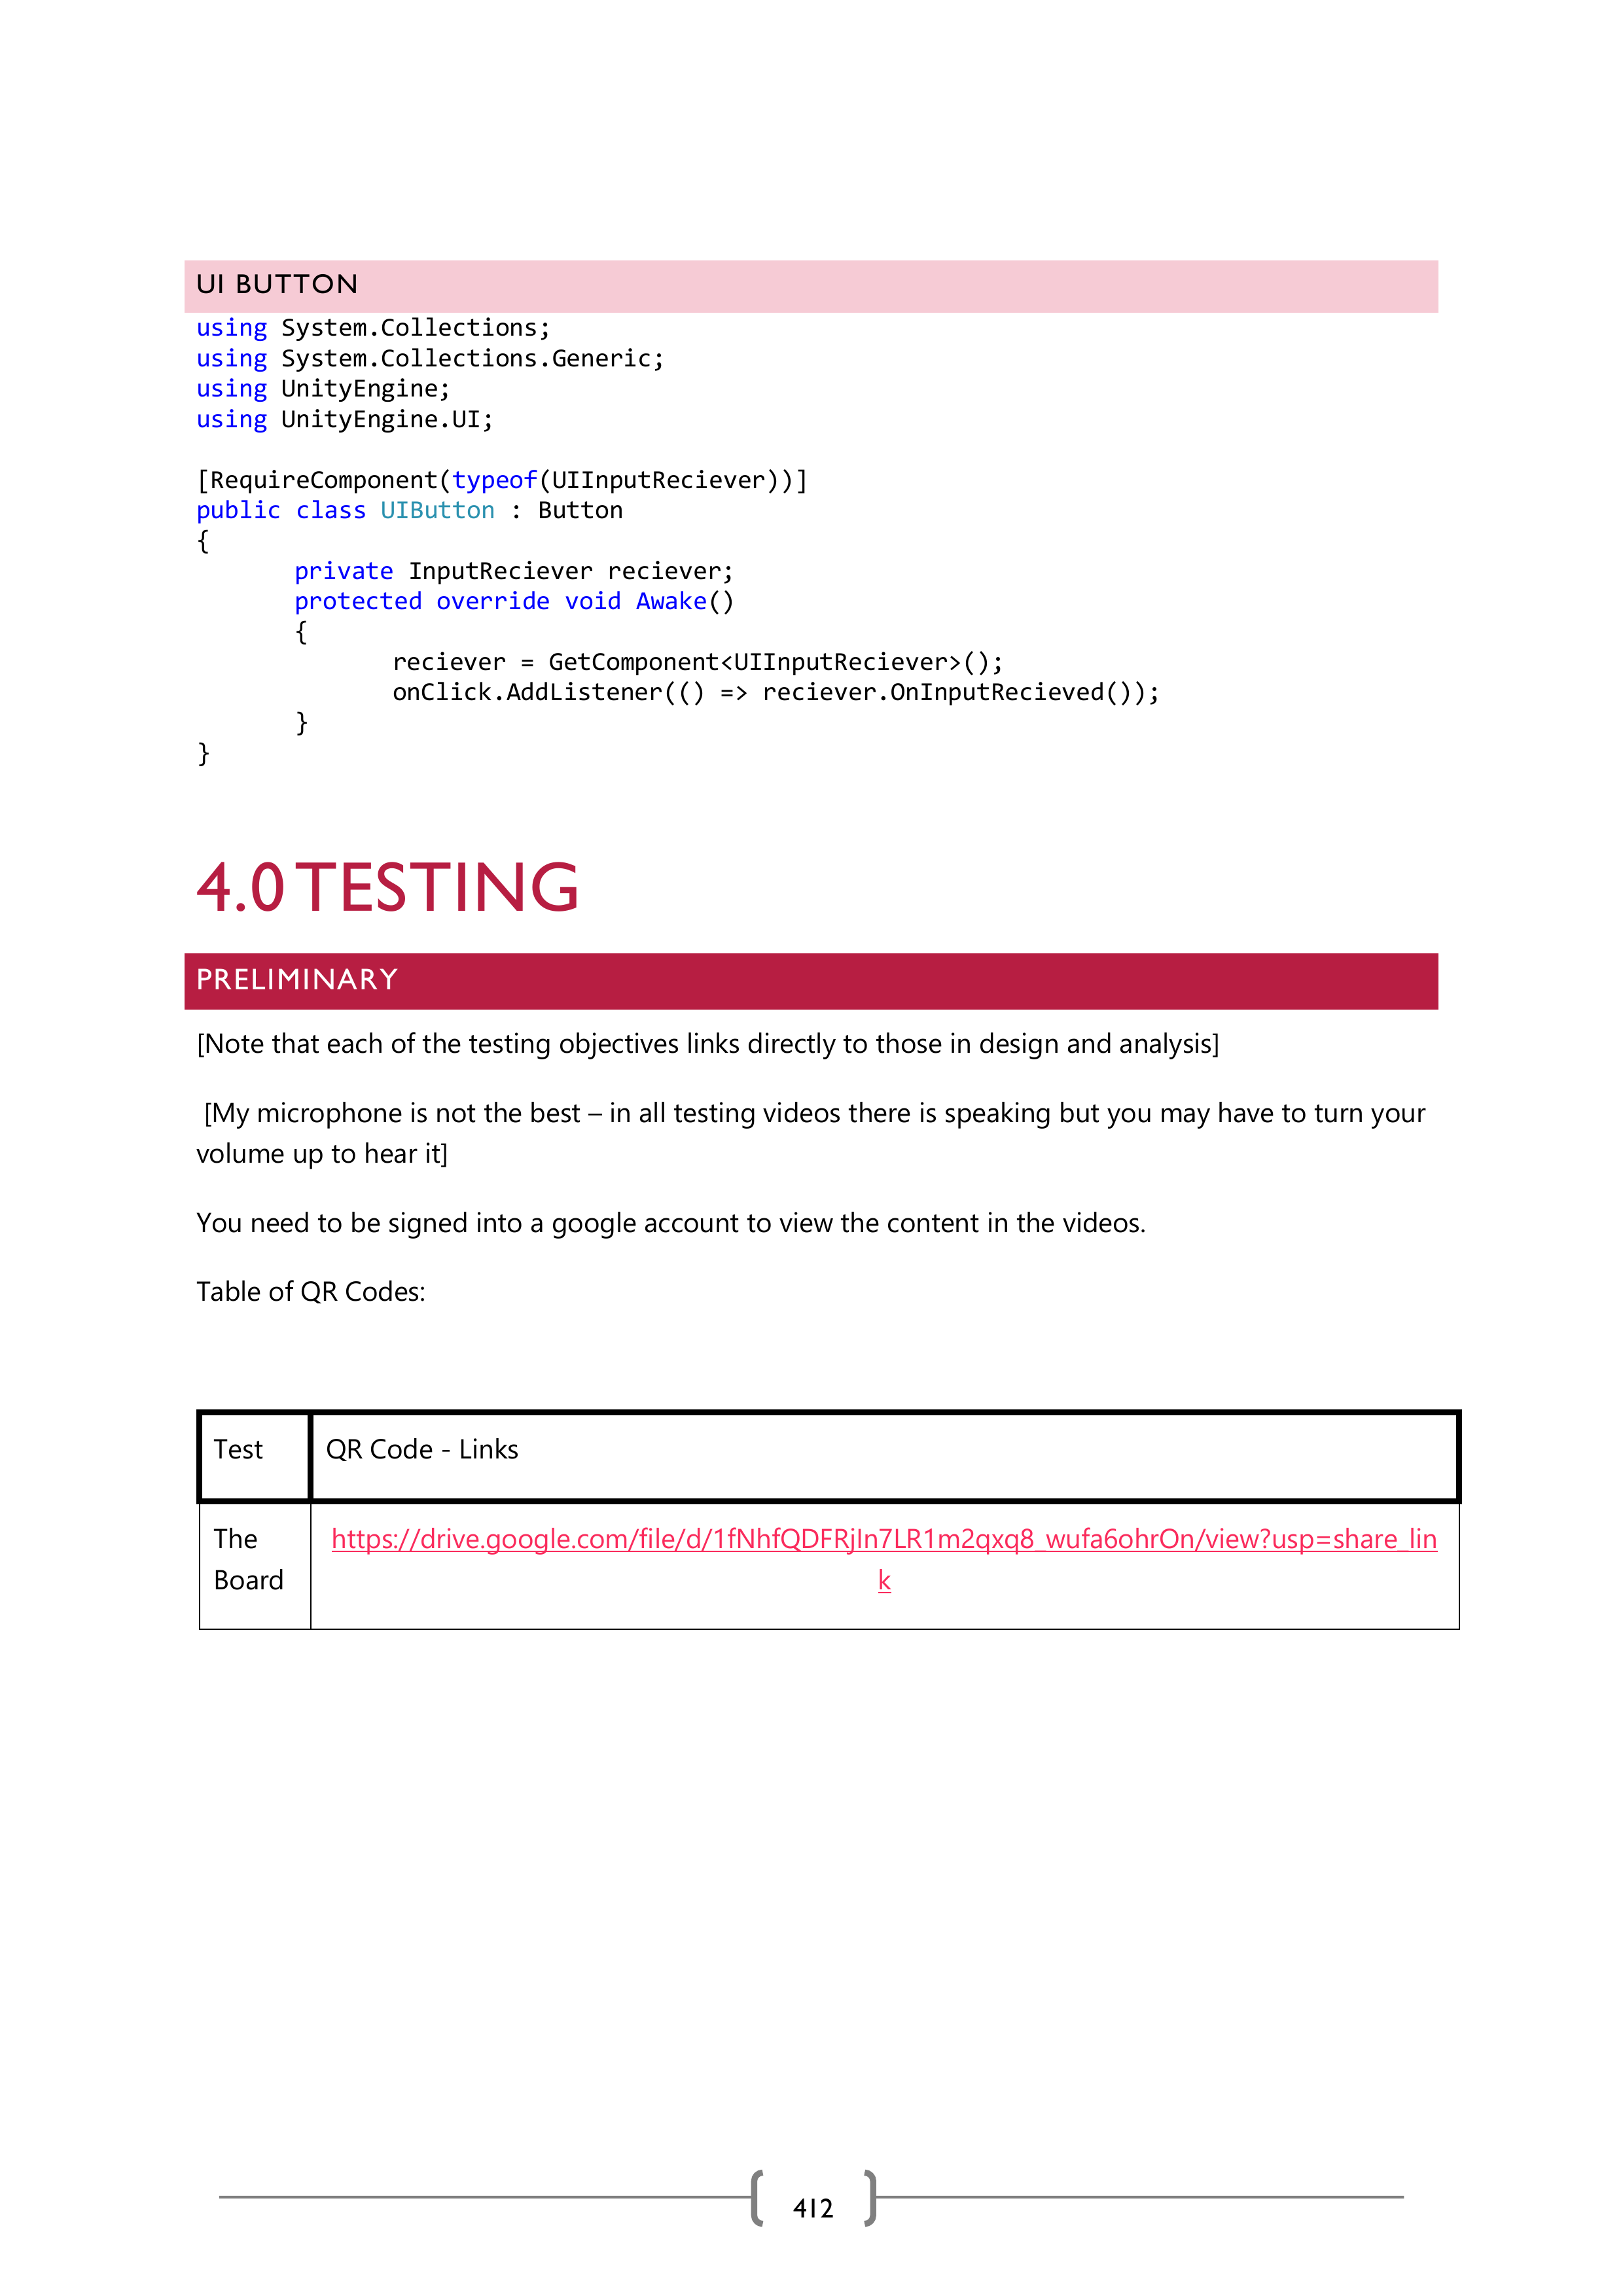 UI BUTTON
using System.Collections;
using System.Collections.Generic;
using UnityEngine;
using UnityEngine.UI;
[RequireComponent(typeof(UIInputReciever))]
public class UIButton : Button
{
private InputReciever reciever;
protected override void Awake()
{
reciever = GetComponent<UIInputReciever>();
onClick.AddListener(() => reciever.OnInputRecieved());
}
}
4.0 TESTING
PRELIMINARY
[Note that each of the testing objectives links directly to those in design and analysis]
[My microphone is not the best – in all testing videos there is speaking but you may have to turn your
volume up to hear it]
You need to be signed into a google account to view the content in the videos.
Table of QR Codes:
Test QR Code - Links
The Board https://drive.google.com/file/d/1fNhfQDFRjIn7LR1m2qxq8_wufa6ohrOn/view?usp=share_lin
k
412